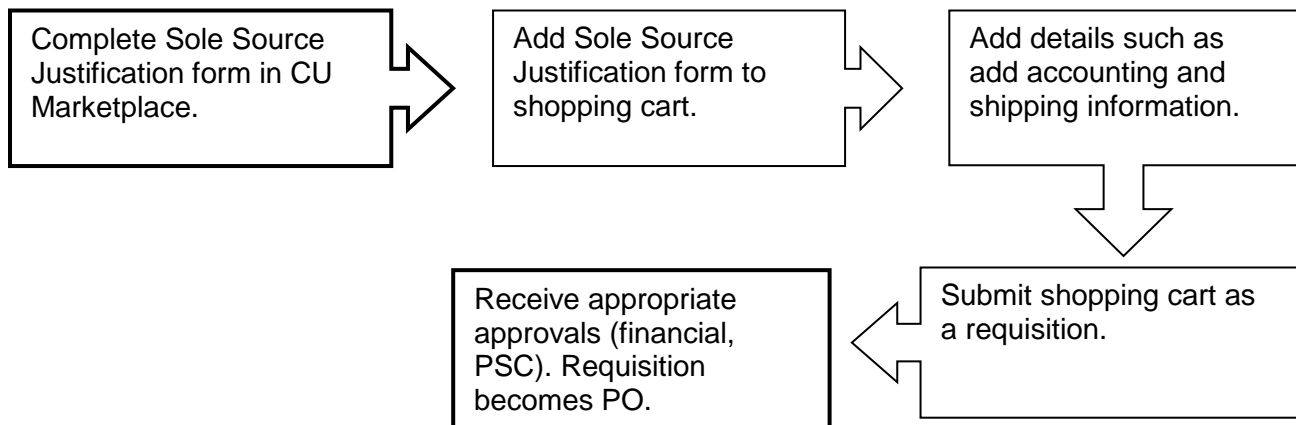 Complete Sole Source
Justification form in CU
Marketplace.
Add Sole Source
Justification form to
shopping cart.
Add details such as
add accounting and
shipping information.
Submit shopping cart as
a requisition.
Receive appropriate
approvals (financial,
PSC). Requisition
becomes PO.